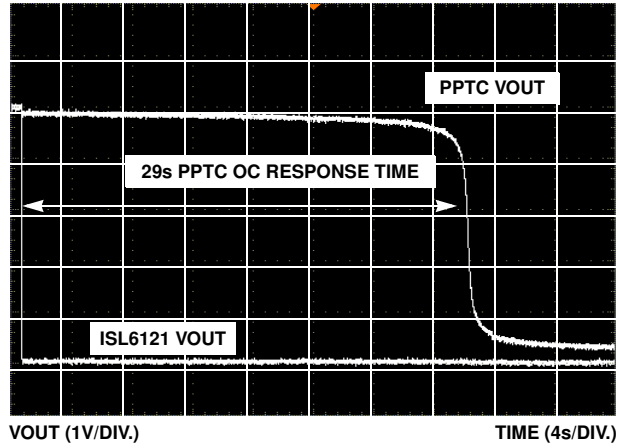 PPTC VOUT
29s PPTC OC RESPONSE TIME
ISL6121 VOUT
VOUT (1V/DIV.)
TIME (4s/DIV.)